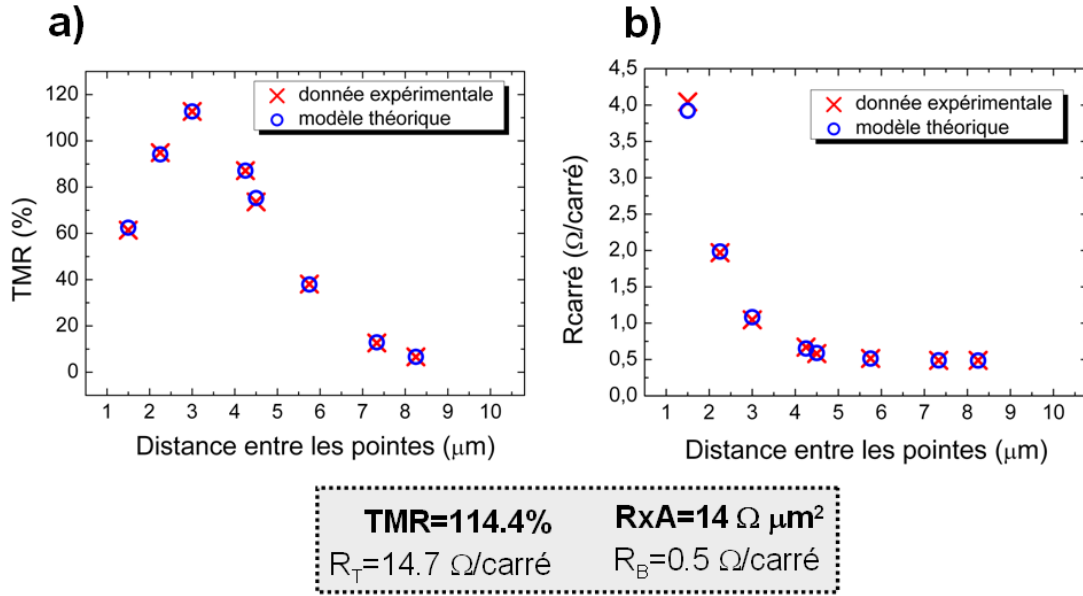 a)
TMR (%)
120
100
80
60
40
20
0
donnée expérimentale
modèle théorique
1 2 3 4 5 6 7 8 9 10
Distance entre les pointes (μm)
b)
Rcarré (Ω/carré)
4,5
4,0
3,5
3,0
2,5
2,0
1,5
1,0
0,5
0,0
donnée expérimentale
modèle théorique
1 2 3 4 5 6 7 8 9 10
Distance entre les pointes (μm)
TMR=114.4% RxA=14 Ω μm²
R_T=14.7 Ω/carré R_B=0.5 Ω/carré